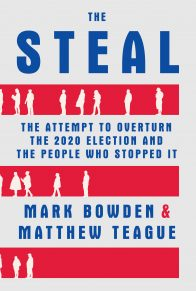 THE
STEAL
THE ATTEMPT TO OVERTURN
THE 2020 ELECTION AND
THE PEOPLE WHO STOPPED IT
MARK BOWDEN &
MATTHEW TEAGUE